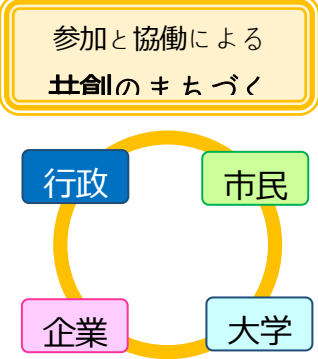 参加と協働による
共創のまちづく
行政
市民
企業
大学